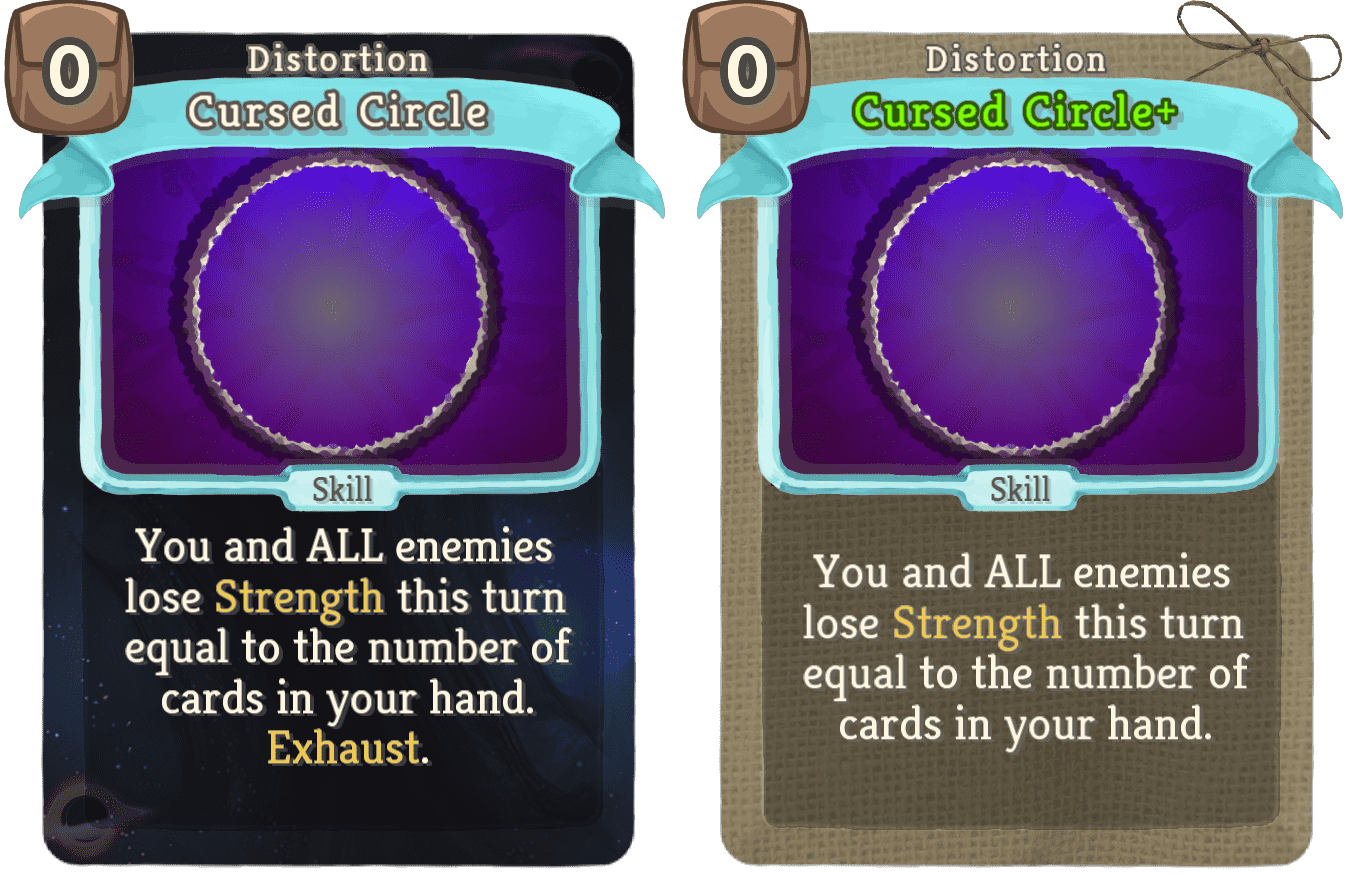 0
Distortion
Cursed Circle
Skill
You and ALL enemies
lose Strength this turn
equal to the number of
cards in your hand.
Exhaust.
0
Distortion
Cursed Circle+
Skill
You and ALL enemies
lose Strength this turn
equal to the number of
cards in your hand.